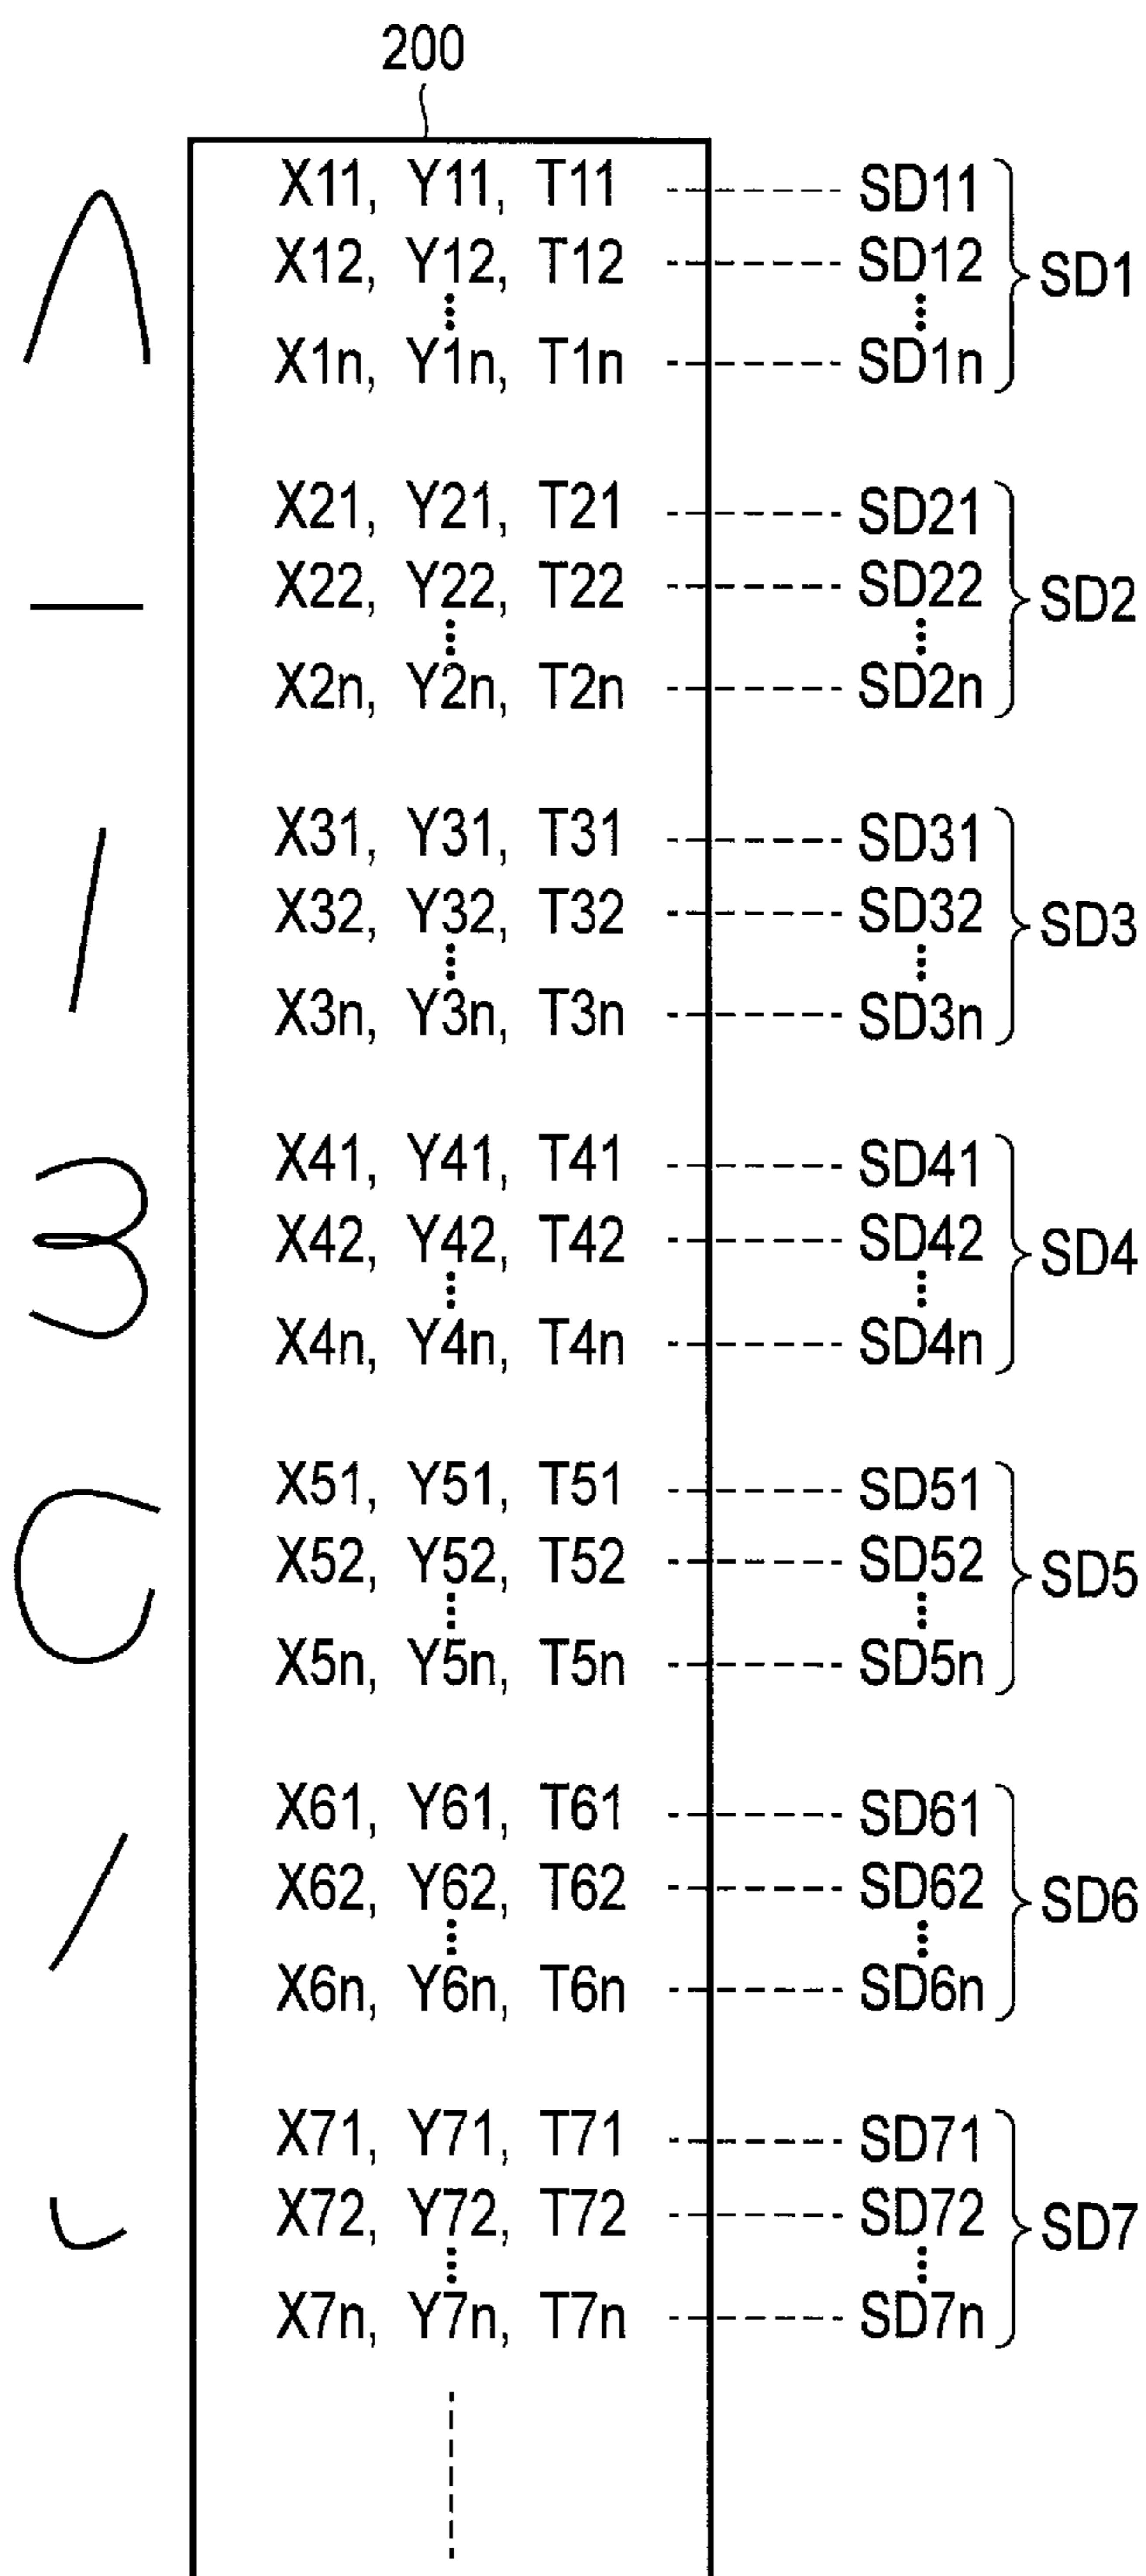 200
X11, Y11, T11 SD11
X12, Y12, T12 SD12 SD1
X1n, Y1n, T1n SD1n
X21, Y21, T21 SD21
X22, Y22, T22 SD22 SD2
X2n, Y2n, T2n SD2n
X31, Y31, T31 SD31
X32, Y32, T32 SD32 SD3
X3n, Y3n, T3n SD3n
X41, Y41, T41 SD41
X42, Y42, T42 SD42 SD4
X4n, Y4n, T4n SD4n
X51, Y51, T51 SD51
X52, Y52, T52 SD52 SD5
X5n, Y5n, T5n SD5n
X61, Y61, T61 SD61
X62, Y62, T62 SD62 SD6
X6n, Y6n, T6n SD6n
X71, Y71, T71 SD71
X72, Y72, T72 SD72 SD7
X7n, Y7n, T7n SD7n